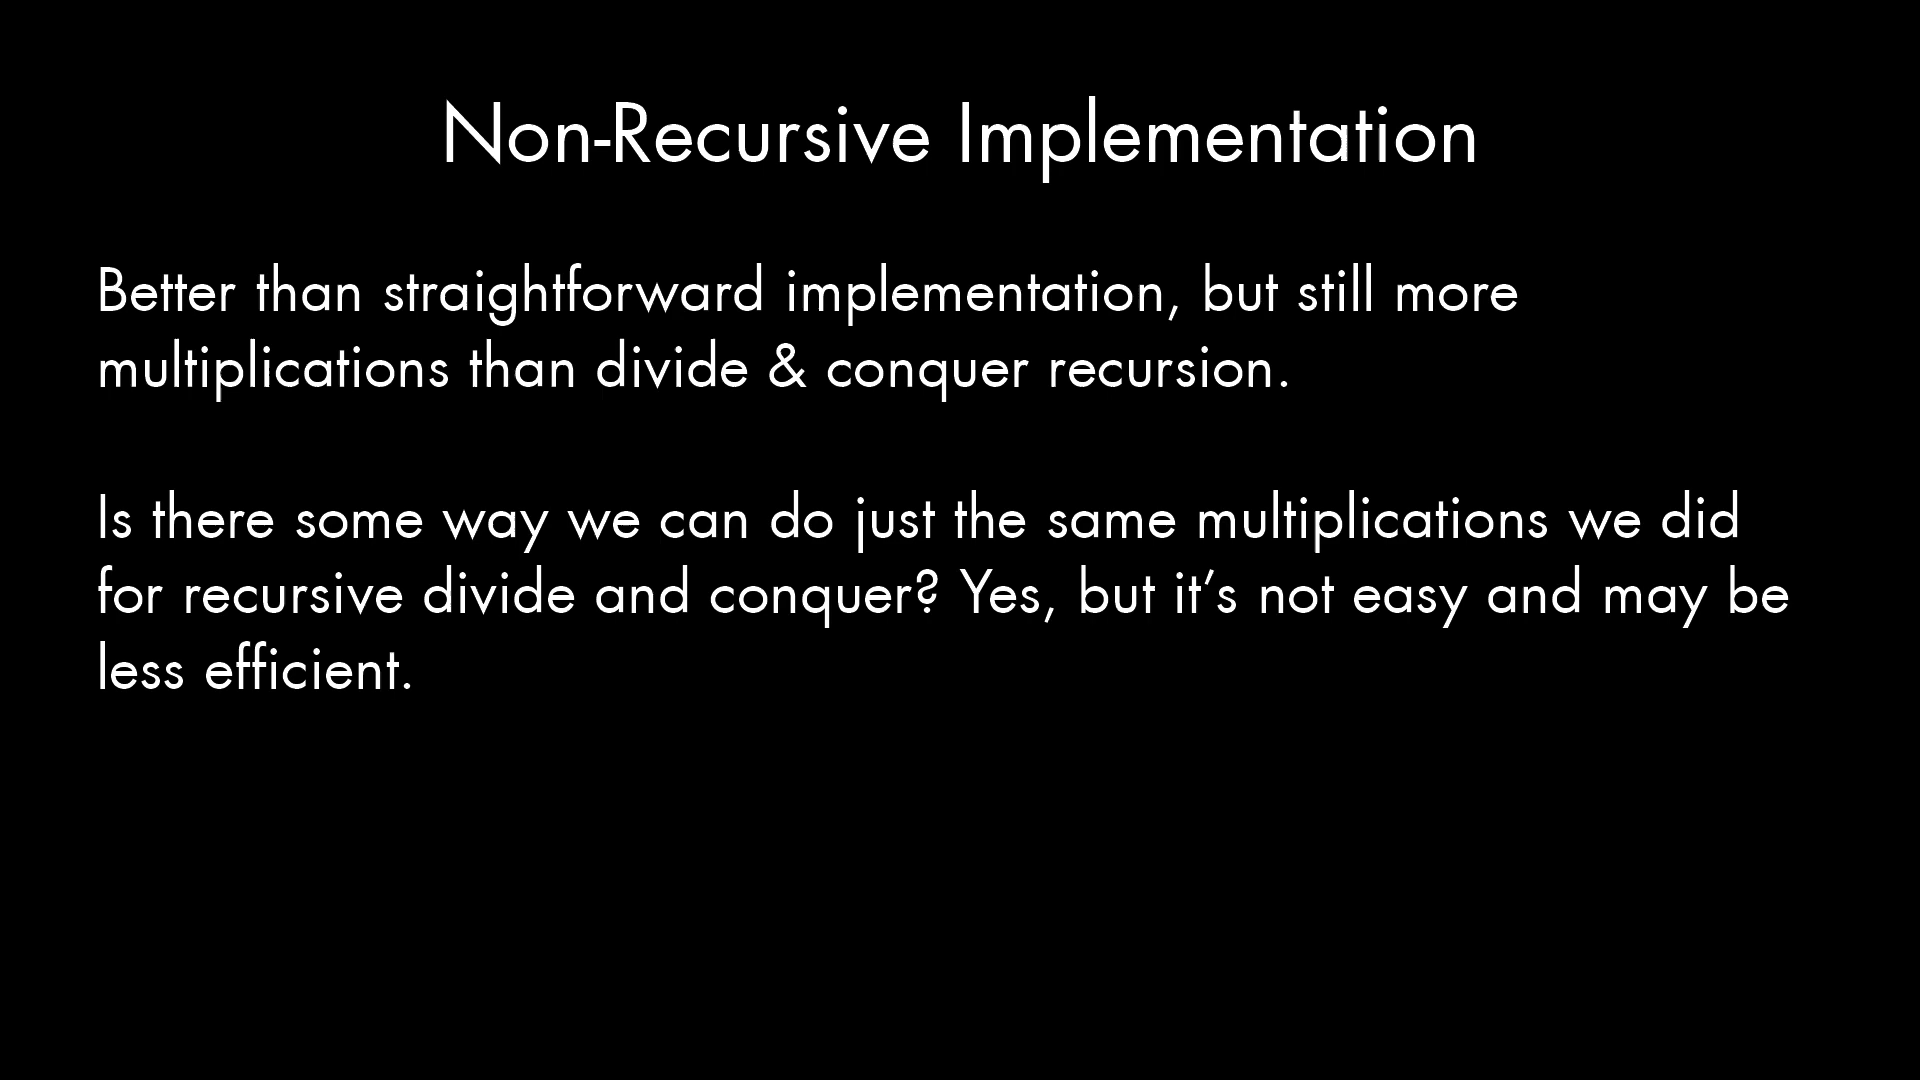 Non-Recursive Implementation
Better than straightforward implementation, but still more
multiplications than divide & conquer recursion.
Is there some way we can do just the same multiplications we did
for recursive divide and conquer? Yes, but it’s not easy and may be
less efficient.